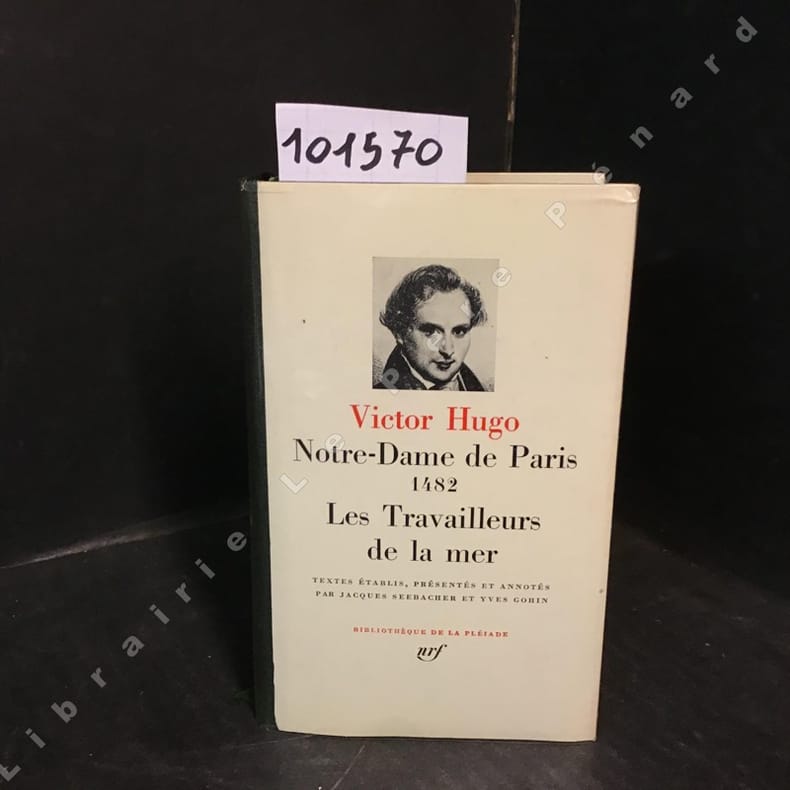 101570
Victor Hugo
Notre-Dame de Paris
1482
Les Travailleurs
de la mer
TEXTES ÉTABLIS, PRÉSENTÉS ET ANNOTÉS
PAR JACQUES SEEBACHER ET YVES GOHIN
BIBLIOTHÈQUE DE LA PLÉIADE
nrf
Librairie Le Père Pénard